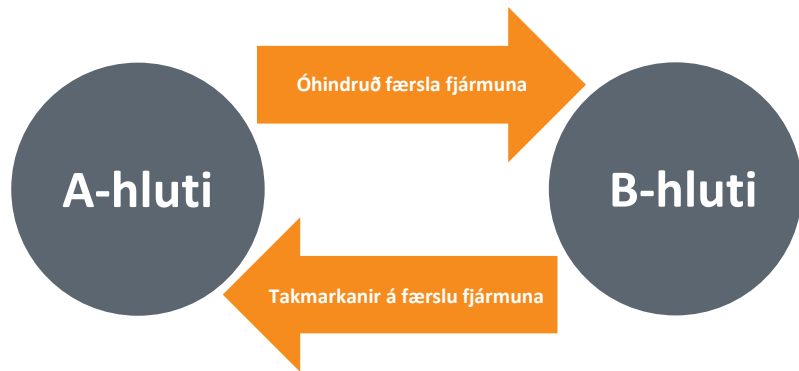 Óhindruð færsla fjármuna
A-hluti
B-hluti
Takmarkanir á færslu fjármuna